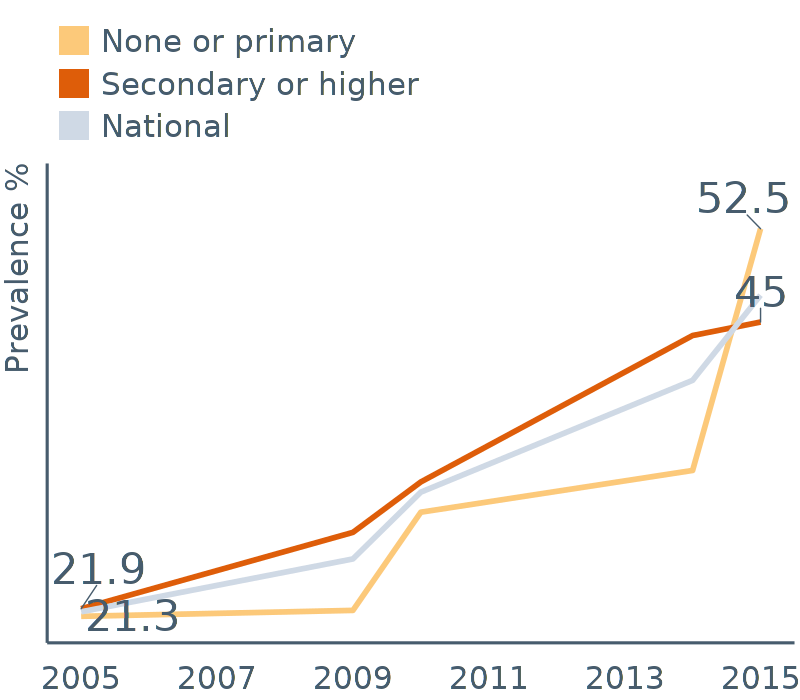 None or primary
Secondary or higher
National
Prevalence %
52.5
45
21.9
21.3
2005 2007 2009 2011 2013 2015